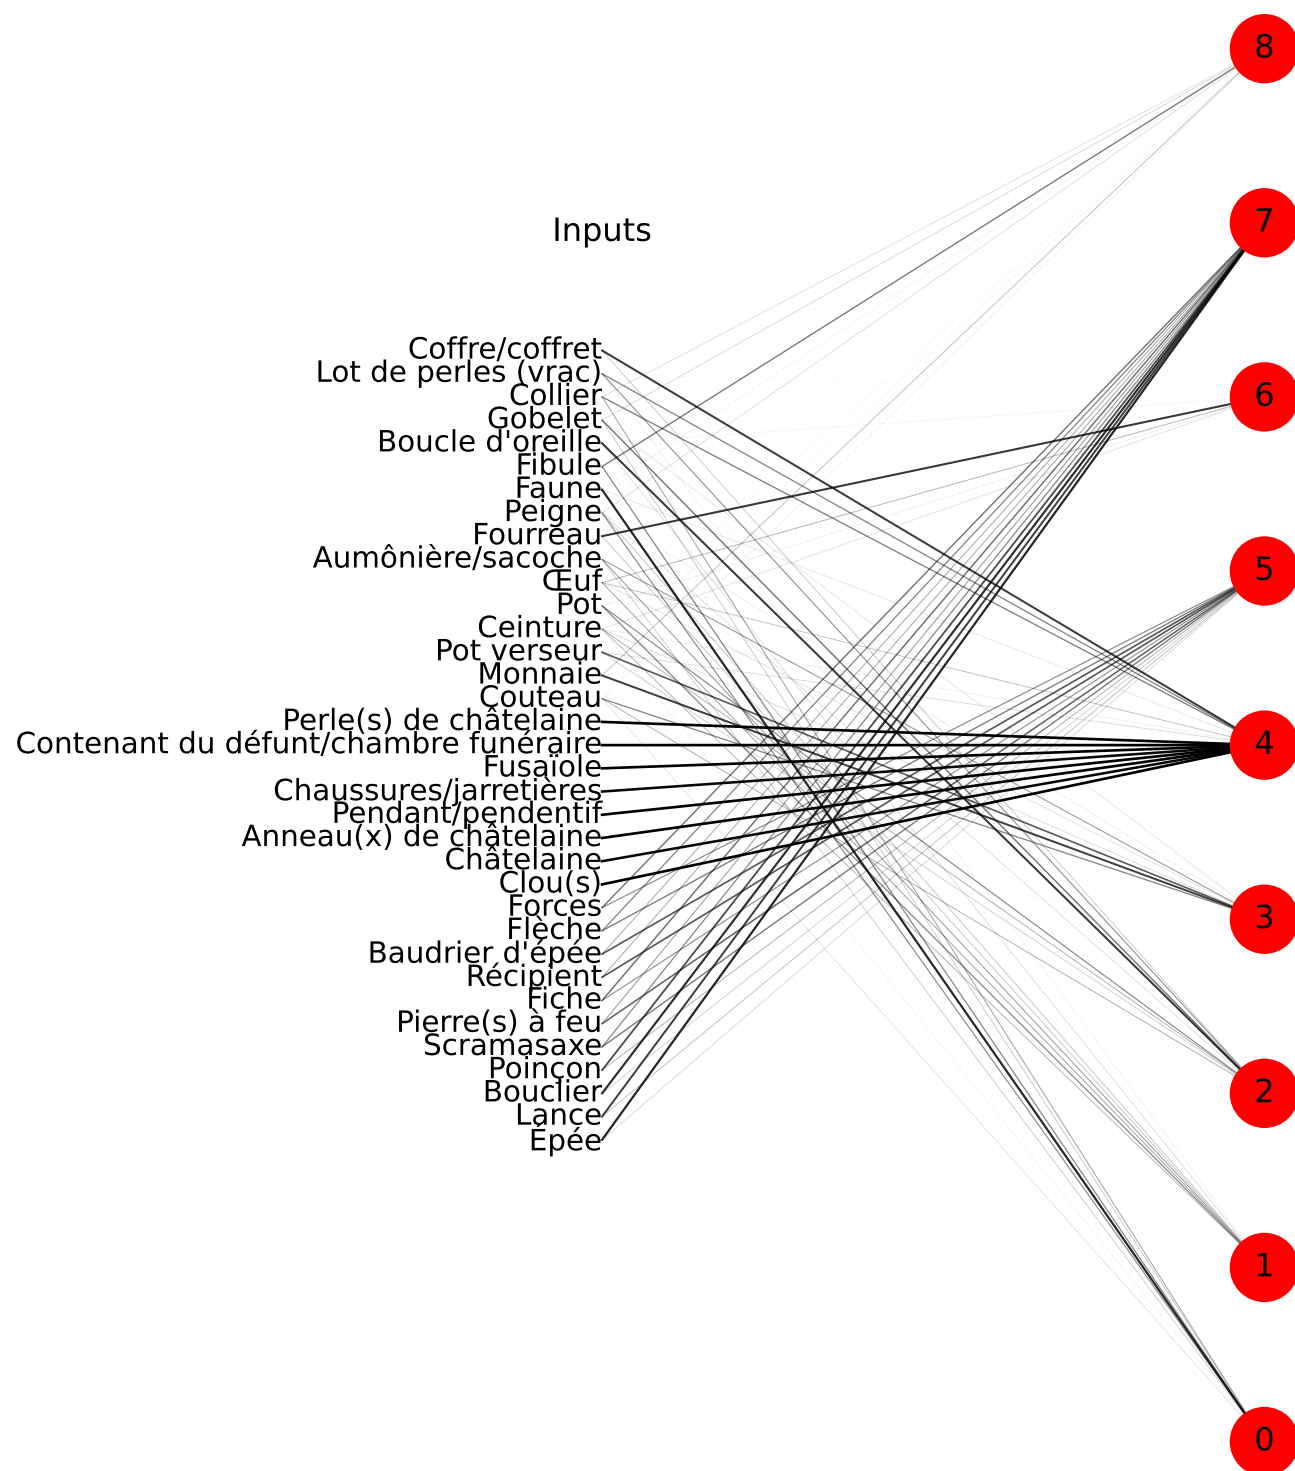 8
7
Inputs
Coffre/coffret
Lot de perles (vrac)
Collier
6
Gobelet
Boucle d'oreille
Fibule
Faune
Peigne
Fourreau
Aumônière/sacoche
5
Œuf
Pot
Ceinture
Pot verseur
Monnaie
Couteau
Perle(s) de châtelaine
Contenant du défunt/chambre funéraire
4
Fusaïole
Chaussures/jarretières
Pendant/pendentif
Anneau(x) de châtelaine
Châtelaine
Clou(s)
Forces
3
Flèche
Baudrier d'épée
Récipient
Fiche
Pierre(s) à feu
Scramasaxe
Poinçon
Bouclier
2
Lance
Épée
1
0